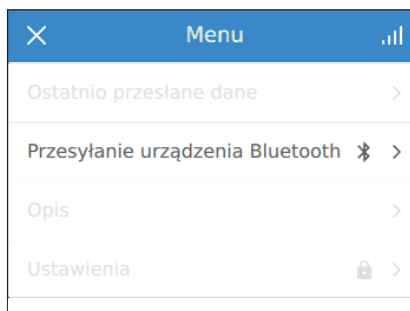 Menu
Ostatnio przesłane dane
Przesyłanie urządzenia Bluetooth
Opis
Ustawienia